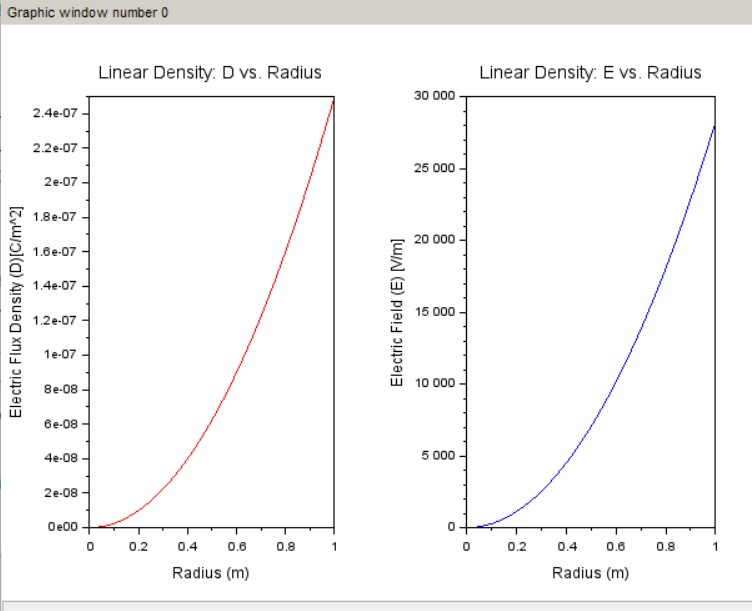 Graphic window number 0
Linear Density: D vs. Radius
Electric Flux Density (D)[C/m^2]
2.4e-07
2.2e-07
2e-07
1.8e-07
1.6e-07
1.4e-07
1.2e-07
1e-07
8e-08
6e-08
4e-08
2e-08
0e00
0 0.2 0.4 0.6 0.8 1
Radius (m)
Linear Density: E vs. Radius
Electric Field (E) [V/m]
30 000
25 000
20 000
15 000
10 000
5 000
0
0 0.2 0.4 0.6 0.8 1
Radius (m)